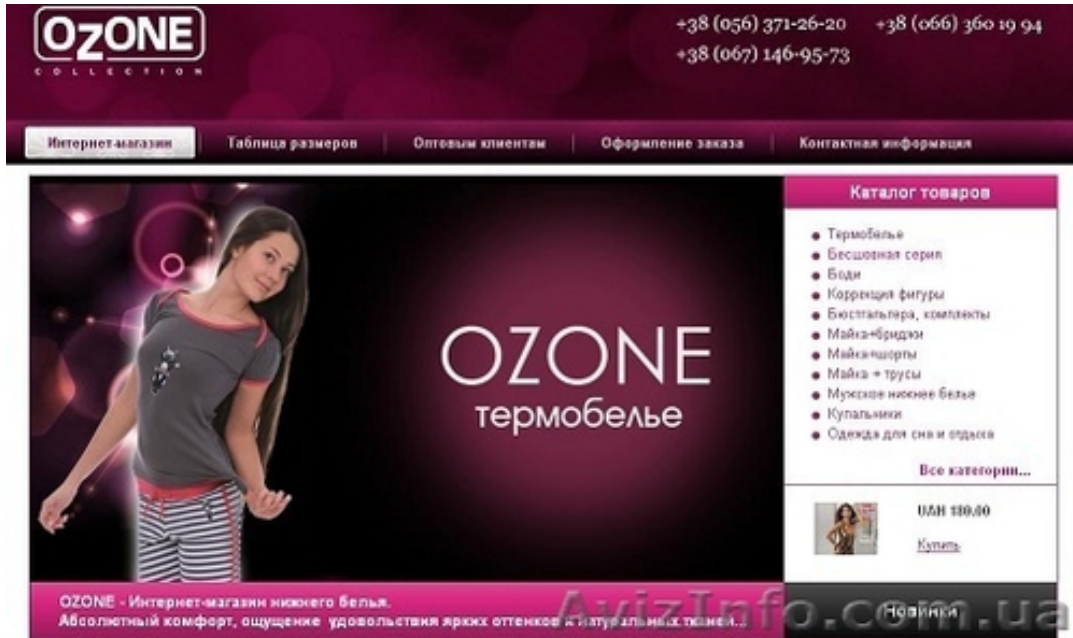 OZONE
COLLECTION
+38 (056) 371-26-20 +38 (066) 360 19 94
+38 (067) 146-95-73
Интернет-магазин Таблица размеров Оптовым клиентам Оформление заказа Контактная информация
OZONE
термобелье
Каталог товаров
Термобелье
Бесшовная серия
Боди
Коррекция фигуры
Бюстгальтера, комплекты
Майка+бриджи
Майка+шорты
Майка + трусы
Мужское нижнее белье
Купальники
Одежда для сна и отдыха
Все категории...
UAH 180.00
Купить
OZONE - Интернет-магазин нижнего белья.
Абсолютный комфорт, ощущение удовольствия ярких оттенков и натуральных тканей...
Новинки
AvizInfo.com.ua